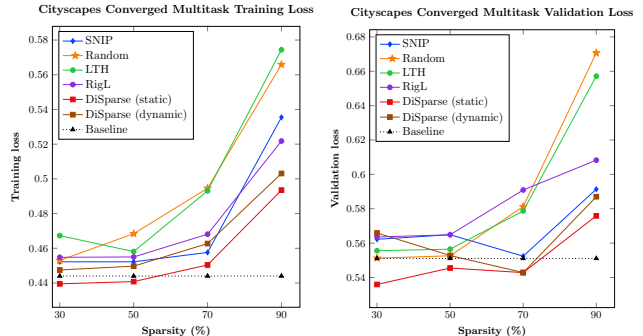 Cityscapes Converged Multitask Training Loss
0.58
0.56
0.54
0.52
0.5
0.48
0.46
0.44
30
50
70
90
Sparsity (%)
Training loss
SNIP
Random
LTH
RigL
DiSparse (static)
DiSparse (dynamic)
Baseline
Cityscapes Converged Multitask Validation Loss
0.68
0.66
0.64
0.62
0.6
0.58
0.56
0.54
30
50
70
90
Sparsity (%)
Validation loss
SNIP
Random
LTH
RigL
DiSparse (static)
DiSparse (dynamic)
Baseline